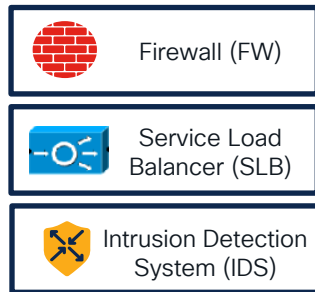 Firewall (FW)
Service Load
Balancer (SLB)
Intrusion Detection
System (IDS)